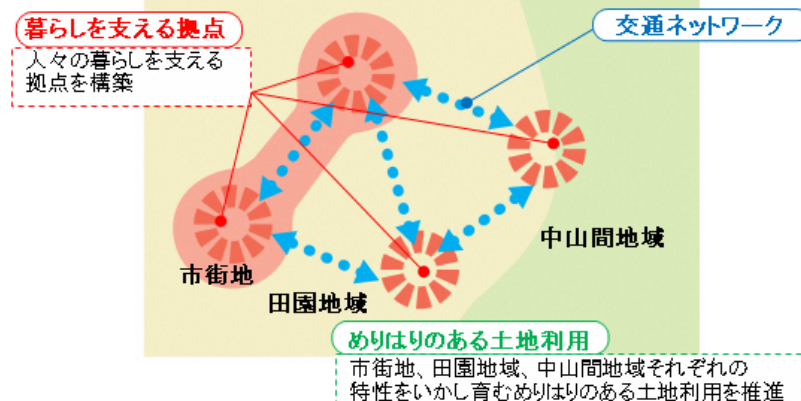 暮らしを支える拠点
人々の暮らしを支える
拠点を構築
交通ネットワーク
中山間地域
市街地
田園地域
めりはりのある土地利用
市街地、田園地域、中山間地域それぞれの
特性をいかし育むめりはりのある土地利用を推進